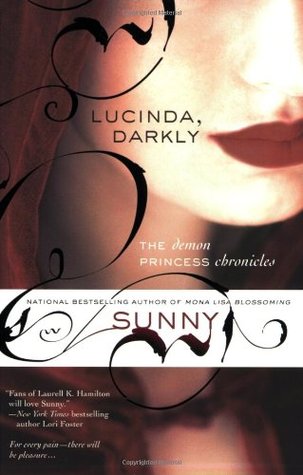 LUCINDA,
DARKLY
THE demon
PRINCESS chronicles
NATIONAL BESTSELLING AUTHOR OF MONA LISA BLOSSOMING
SUNNY
"Fans of Laurell K. Hamilton
will love Sunny."
—New York Times bestselling
author Lori Foster
For every pain—there will
be pleasure...